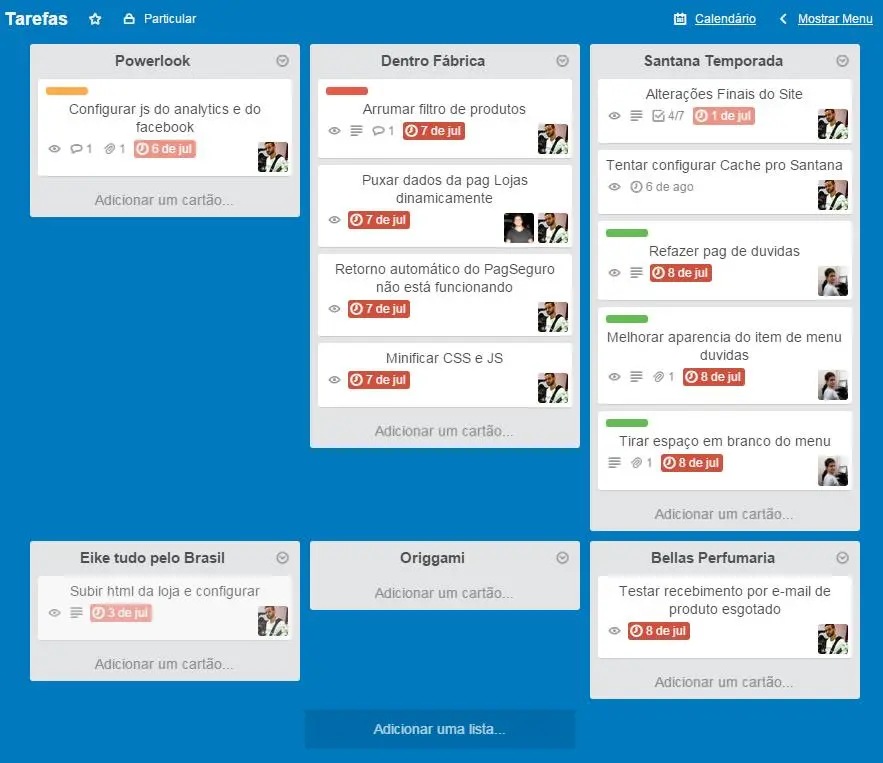 Tarefas
Particular
Calendário
Mostrar Menu
Powerlook
Configurar js do analytics e do
facebook
1
1
6 de jul
Adicionar um cartão...
Dentro Fábrica
Arrumar filtro de produtos
1
7 de jul
Puxar dados da pag Lojas
dinamicamente
7 de jul
Retorno automático do PagSeguro
não está funcionando
7 de jul
Minificar CSS e JS
7 de jul
Adicionar um cartão...
Santana Temporada
Alterações Finais do Site
4/7
1 de jul
Tentar configurar Cache pro Santana
6 de ago
Refazer pag de duvidas
8 de jul
Melhorar aparencia do item de menu
duvidas
1
8 de jul
Tirar espaço em branco do menu
1
8 de jul
Adicionar um cartão...
Eike tudo pelo Brasil
Subir html da loja e configurar
3 de jul
Adicionar um cartão...
Origgami
Adicionar um cartão...
Bellas Perfumaria
Testar recebimento por e-mail de
produto esgotado
8 de jul
Adicionar um cartão...
Adicionar uma lista...